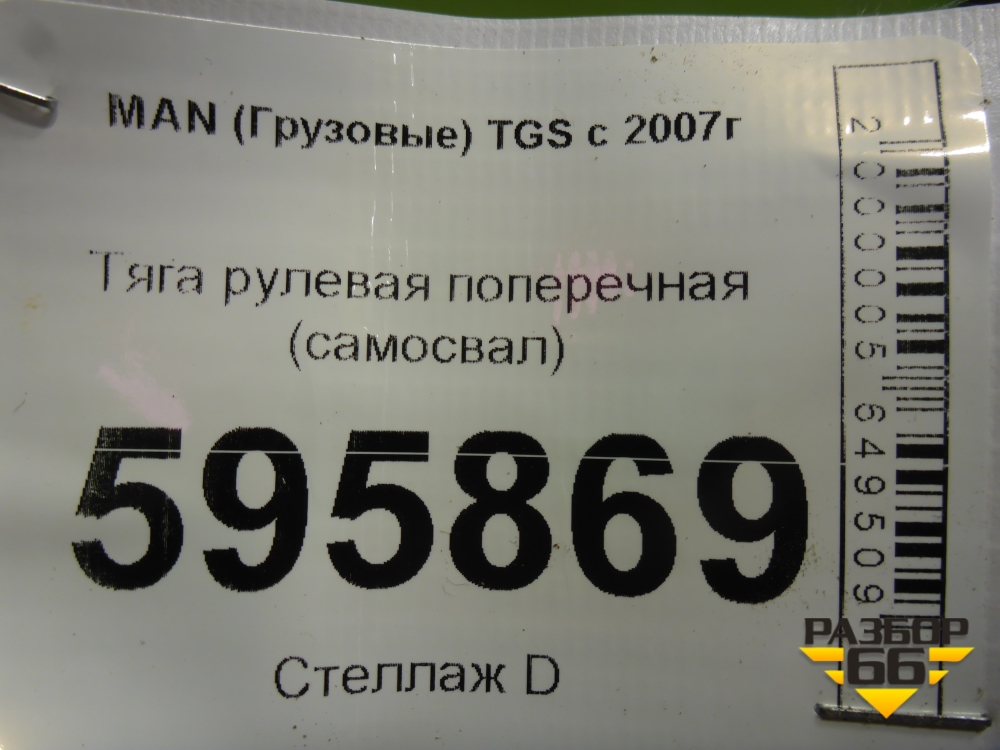 MAN (Грузовые) TGS с 2007г
Тяга рулевая поперечная
(самосвал)
595869
Стеллаж D
2000005649509
РАЗБОР
66